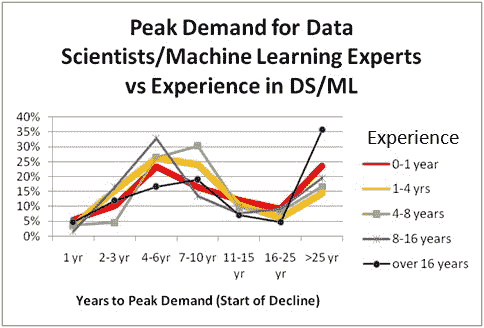 Peak Demand for Data
Scientists/Machine Learning Experts
vs Experience in DS/ML
40%
35%
30%
25%
20%
15%
10%
5%
0%
1 yr 2-3 yr 4-6yr 7-10 yr 11-15 16-25 >25 yr
yr yr
Years to Peak Demand (Start of Decline)
Experience
0-1 year
1-4 yrs
4-8 years
8-16 years
over 16 years